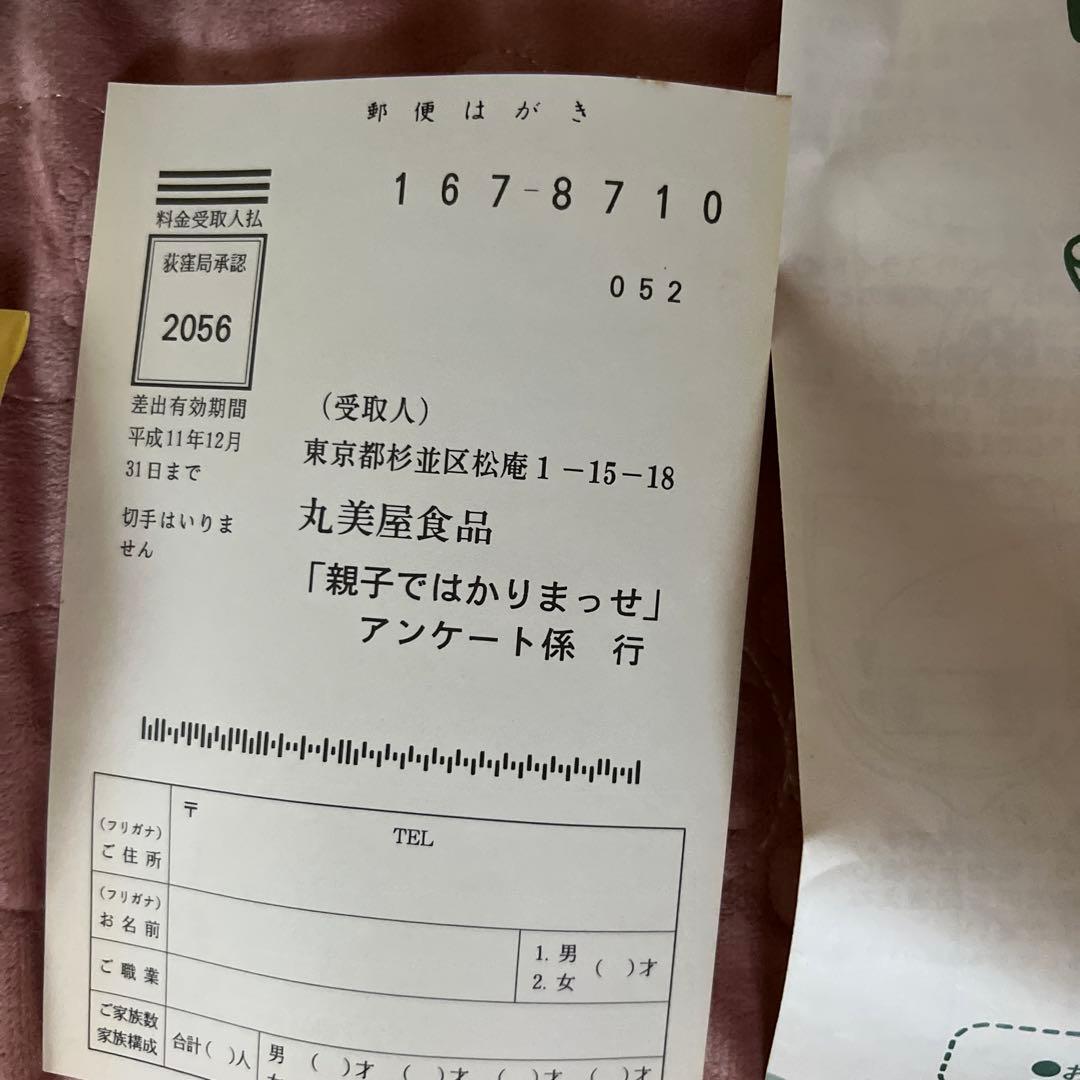 郵便はがき
167-8710
料金受取人払
荻窪局承認
2056
052
差出有効期間
平成11年12月
31日まで
切手はいりま
せん
（受取人）
東京都杉並区松庵1－15－18
丸美屋食品
「親子ではかりまっせ」
アンケート係　行
〒
TEL
(フリガナ)
ご住所
(フリガナ)
お名前
1. 男
2. 女
(　)才
ご職業
ご家族数
家族構成
合計(　)人
男　(　)才　(　)才　(　)才　(　)才
●お